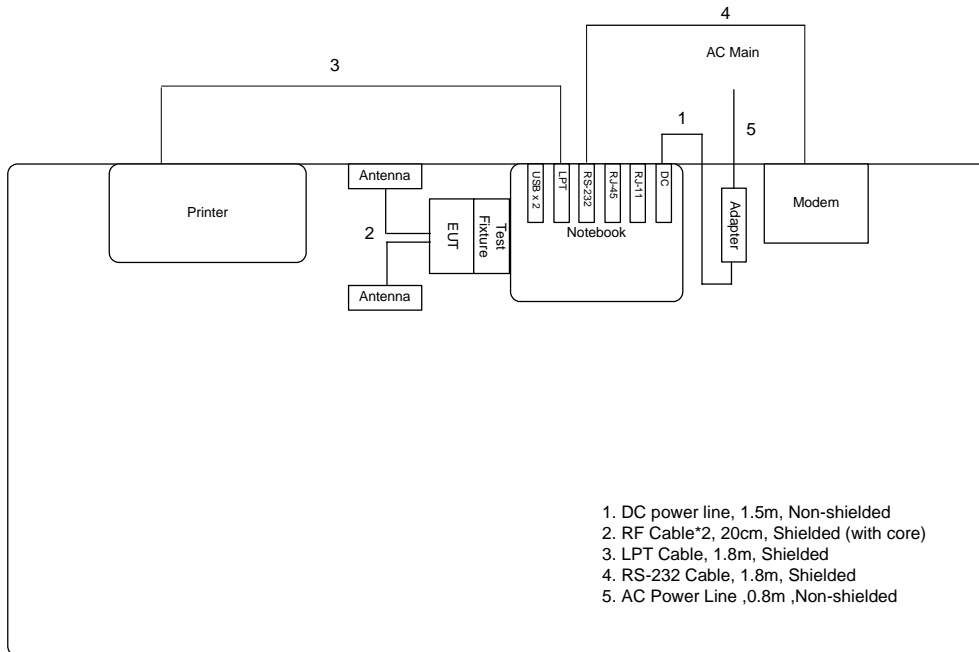 4
AC Main
3
1
5
Antenna
USB x 2
LPT
RS-232
RJ-45
RJ-11
DC
Printer
2
EUT
Test
Fixture
Notebook
Adapter
Modem
Antenna
1. DC power line, 1.5m, Non-shielded
2. RF Cable*2, 20cm, Shielded (with core)
3. LPT Cable, 1.8m, Shielded
4. RS-232 Cable, 1.8m, Shielded
5. AC Power Line ,0.8m ,Non-shielded